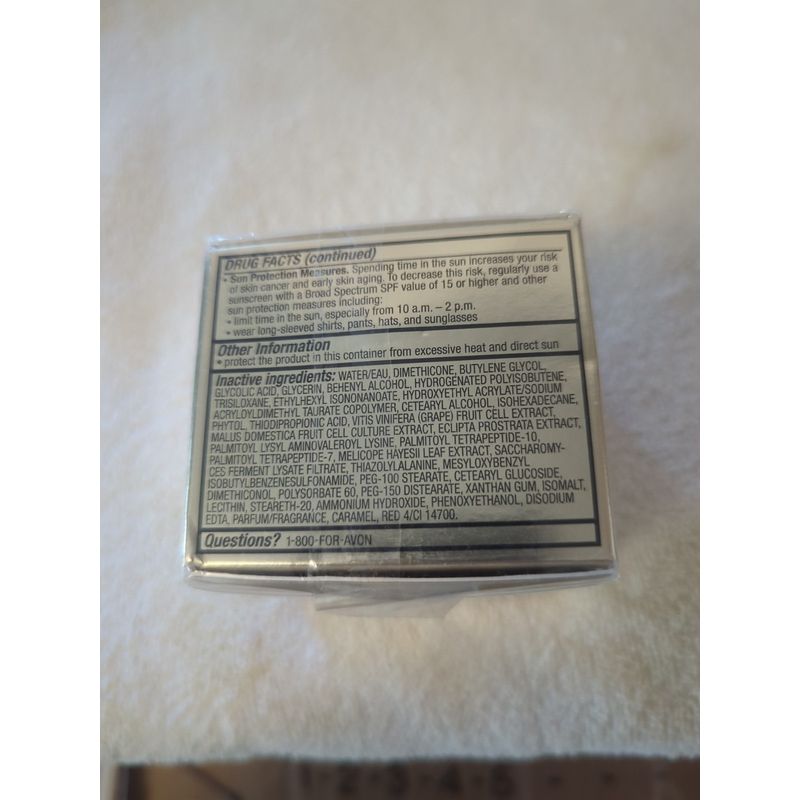 DRUG FACTS (continued)
• Sun Protection Measures. Spending time in the sun increases your risk
of skin cancer and early skin aging. To decrease this risk, regularly use a
sunscreen with a Broad Spectrum SPF value of 15 or higher and other
sun protection measures including:
• limit time in the sun, especially from 10 a.m. – 2 p.m.
• wear long-sleeved shirts, pants, hats, and sunglasses
Other Information
• protect the product in this container from excessive heat and direct sun
Inactive ingredients: WATER/EAU, DIMETHICONE, BUTYLENE GLYCOL,
GLYCOLIC ACID, GLYCERIN, BEHENYL ALCOHOL, HYDROGENATED POLYISOBUTENE,
TRISILOXANE, ETHYLHEXYL ISONONANOATE, HYDROXYETHYL ACRYLATE/SODIUM
ACRYLOYLDIMETHYL TAURATE COPOLYMER, CETEARYL ALCOHOL, ISOHEXADECANE,
PHYTOL, THIODIPROPIONIC ACID, VITIS VINIFERA (GRAPE) FRUIT CELL EXTRACT,
MALUS DOMESTICA FRUIT CELL CULTURE EXTRACT, ECLIPTA PROSTRATA EXTRACT,
PALMITOYL LYSYL AMINOVALEROYL LYSINE, PALMITOYL TETRAPEPTIDE-10,
PALMITOYL TETRAPEPTIDE-7, MELICOPE HAYESII LEAF EXTRACT, SACCHAROMY-
CES FERMENT LYSATE FILTRATE, THIAZOLYLALANINE, MESYLOXYBENZYL
ISOBUTYLBENZENESULFONAMIDE, PEG-100 STEARATE, CETEARYL GLUCOSIDE,
DIMETHICONOL, POLYSORBATE 60, PEG-150 DISTEARATE, XANTHAN GUM, ISOMALT,
LECITHIN, STEARETH-20, AMMONIUM HYDROXIDE, PHENOXYETHANOL, DISODIUM
EDTA, PARFUM/FRAGRANCE, CARAMEL, RED 4/CI 14700.
Questions? 1-800-FOR-AVON
1-2-3-4-5